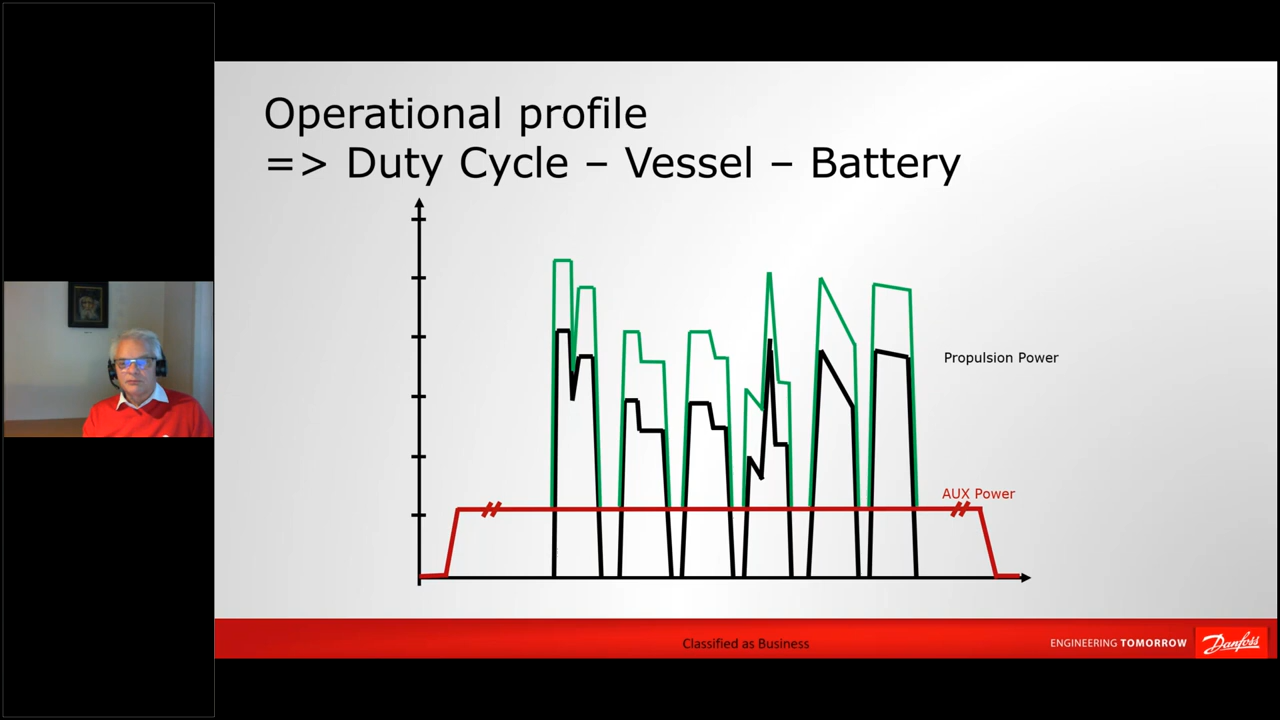 Operational profile
=> Duty Cycle – Vessel – Battery
Propulsion Power
AUX Power
Classified as Business
ENGINEERING TOMORROW
Danfoss